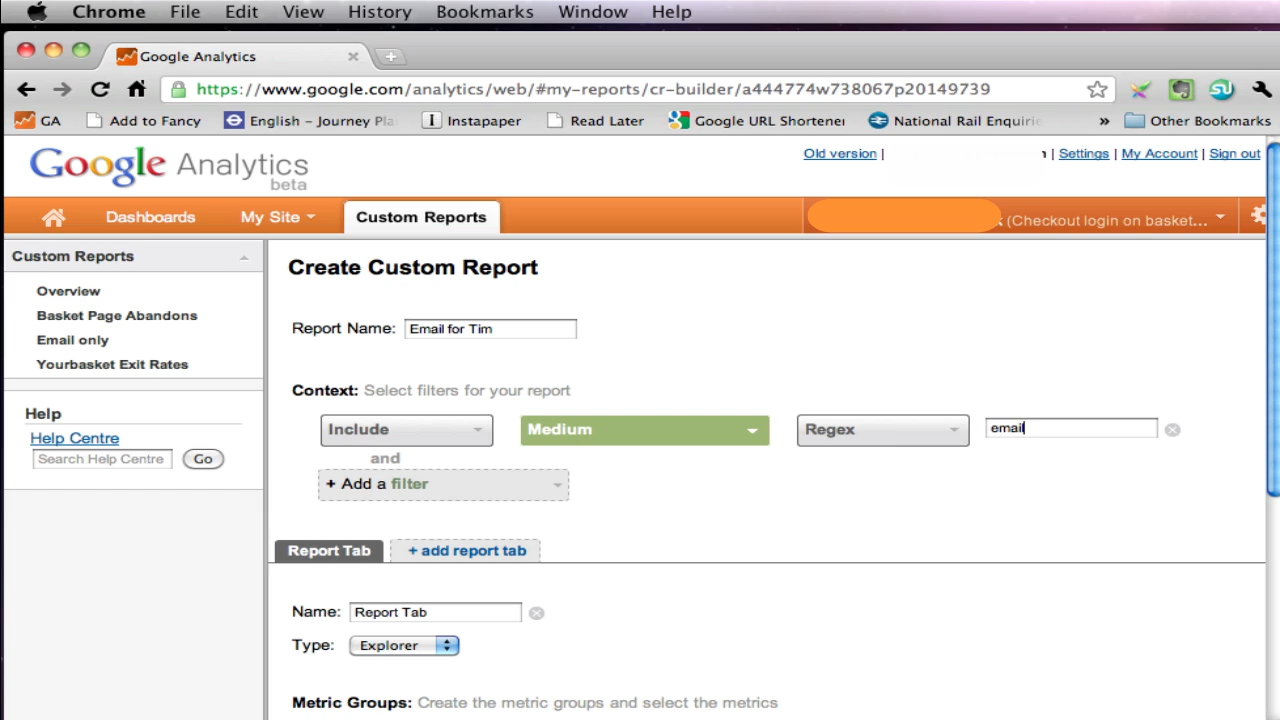 Chrome File Edit View History Bookmarks Window Help
Google Analytics
https://www.google.com/analytics/web/#my-reports/cr-builder/a444774w738067p20149739
GA Add to Fancy English – Journey Pla Instapaper Read Later Google URL Shortener National Rail Enquirie » Other Bookmarks
Google Analytics
beta
Old version | | Settings | My Account | Sign out
Dashboards My Site Custom Reports (Checkout login on basket...
Custom Reports
Overview
Basket Page Abandons
Email only
Yourbasket Exit Rates
Help
Help Centre
Search Help Centre Go
Create Custom Report
Report Name: Email for Tim
Context: Select filters for your report
Include Medium Regex email
and
+ Add a filter
Report Tab + add report tab
Name: Report Tab
Type: Explorer
Metric Groups: Create the metric groups and select the metrics